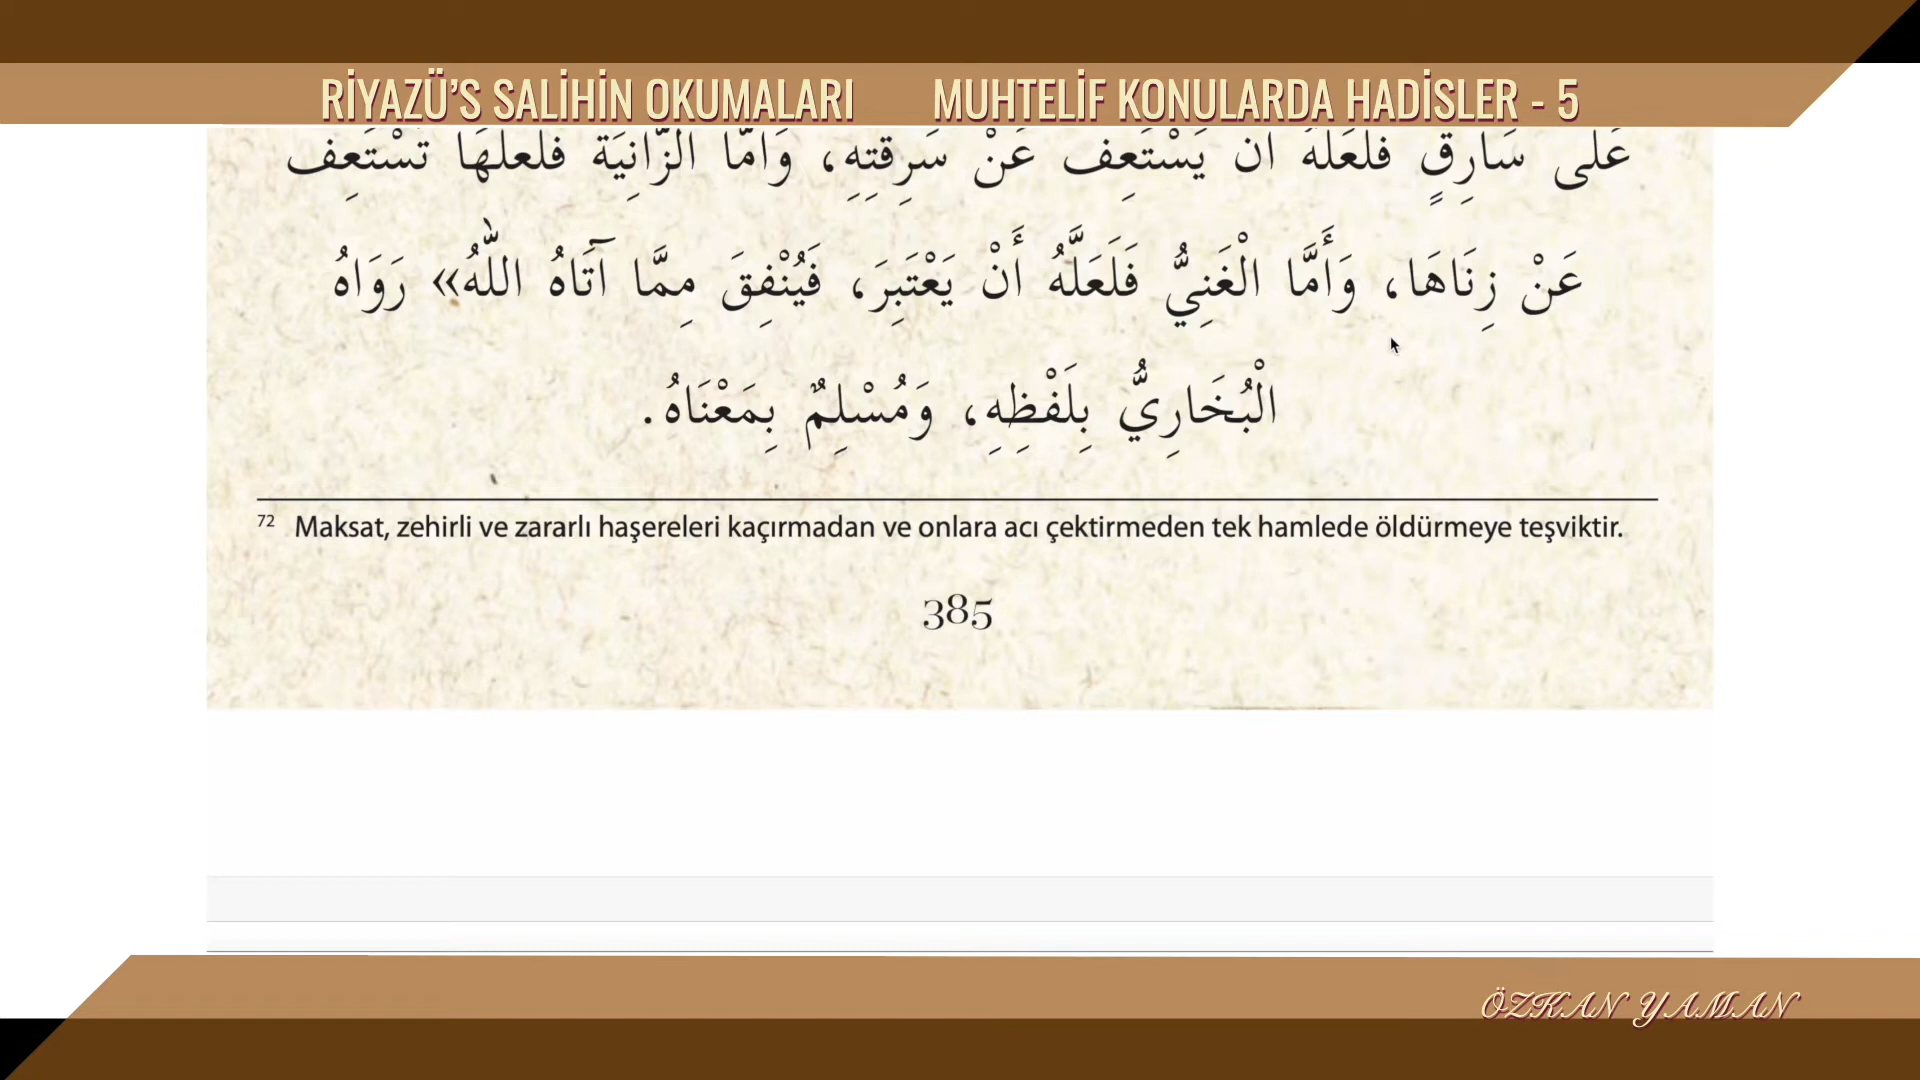 RİYAZÜ’S SALİHİN OKUMALARI MUHTELİF KONULARDA HADİSLER - 5
عَلَى سَارِقٍ فَلَعَلَّهُ أَنْ يَسْتَعِفَّ عَنْ سَرِقَتِهِ، وَأَمَّا الزَّانِيَةُ فَلَعَلَّهَا تَسْتَعِفُّ
عَنْ زِنَاهَا، وَأَمَّا الْغَنِيُّ فَلَعَلَّهُ أَنْ يَعْتَبِرَ، فَيُنْفِقَ مِمَّا آتَاهُ اللهُ» رَوَاهُ
الْبُخَارِيُّ بِلَفْظِهِ، وَمُسْلِمٌ بِمَعْنَاهُ.
72 Maksat, zehirli ve zararlı haşereleri kaçırmadan ve onlara acı çektirmeden tek hamlede öldürmeye teşviktir.
385
ÖZKAN YAMAN